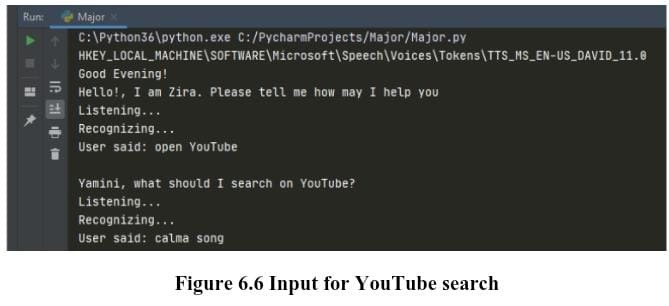 Run:
Major ×
C:\Python36\python.exe C:/PycharmProjects/Major/Major.py
HKEY_LOCAL_MACHINE\SOFTWARE\Microsoft\Speech\Voices\Tokens\TTS_MS_EN-US_DAVID_11.0
Good Evening!
Hello!, I am Zira. Please tell me how may I help you
Listening...
Recognizing...
User said: open YouTube
Yamini, what should I search on YouTube?
Listening...
Recognizing...
User said: calma song
Figure 6.6 Input for YouTube search